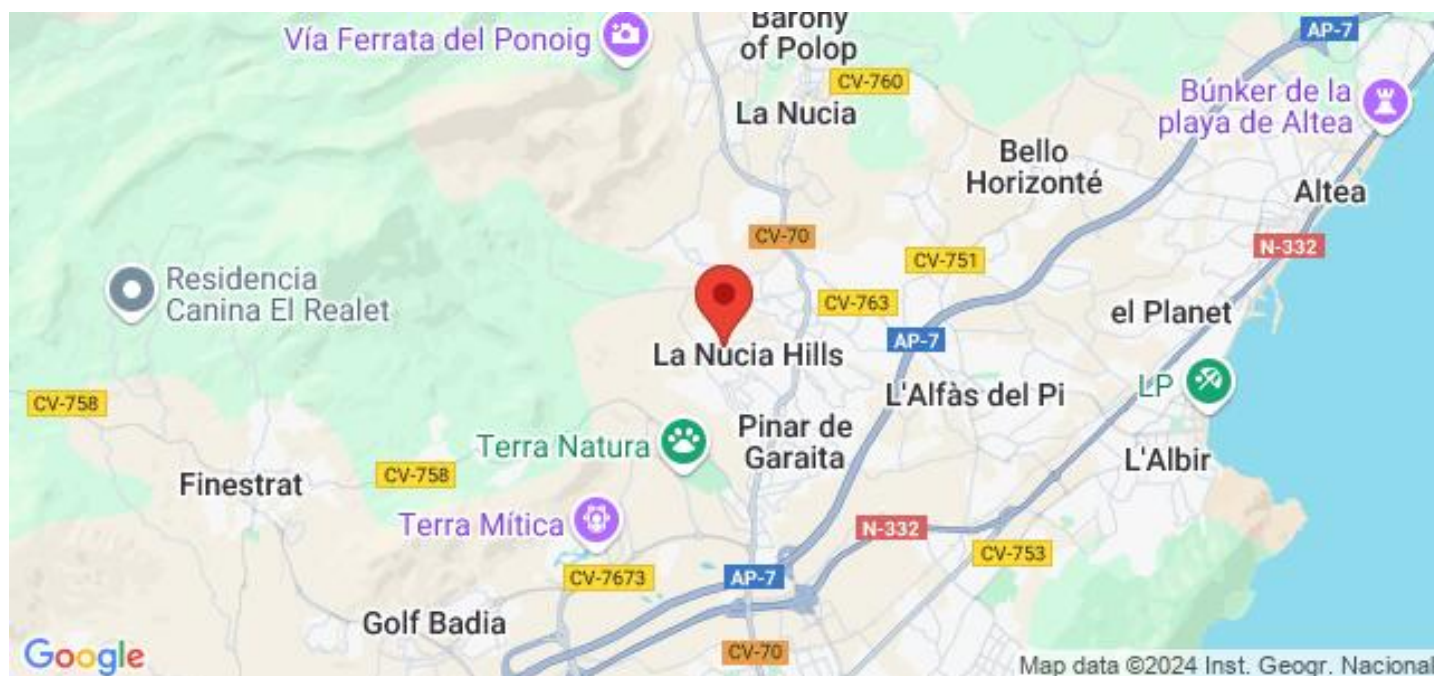 Barony
of Polop
Vía Ferrata del Ponoig
AP-7
CV-760
La Nucia
Búnker de la
playa de Altea
Bello
Horizonté
Altea
CV-70
CV-751
N-332
Residencia
Canina El Realet
CV-763
el Planet
AP-7
La Nucia Hills
L'Alfàs del Pi
LP
CV-758
Pinar de
Garaita
Terra Natura
L'Albir
Finestrat
CV-758
Terra Mítica
N-332
CV-753
CV-7673
AP-7
Golf Badia
CV-70
Google
Map data ©2024 Inst. Geogr. Nacional